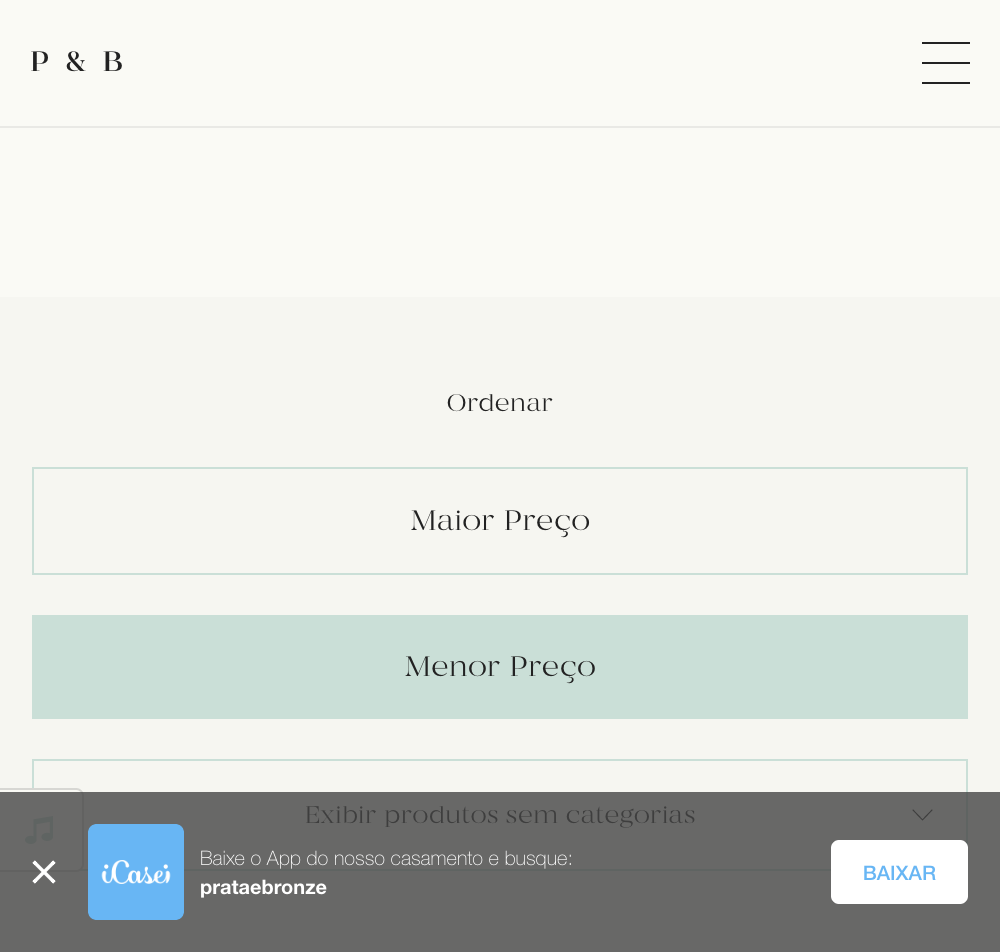 P & B
Ordenar
Maior Preço
Menor Preço
Exibir produtos sem categorias
iCasei
Baixe o App do nosso casamento e busque:
prataebronze
BAIXAR